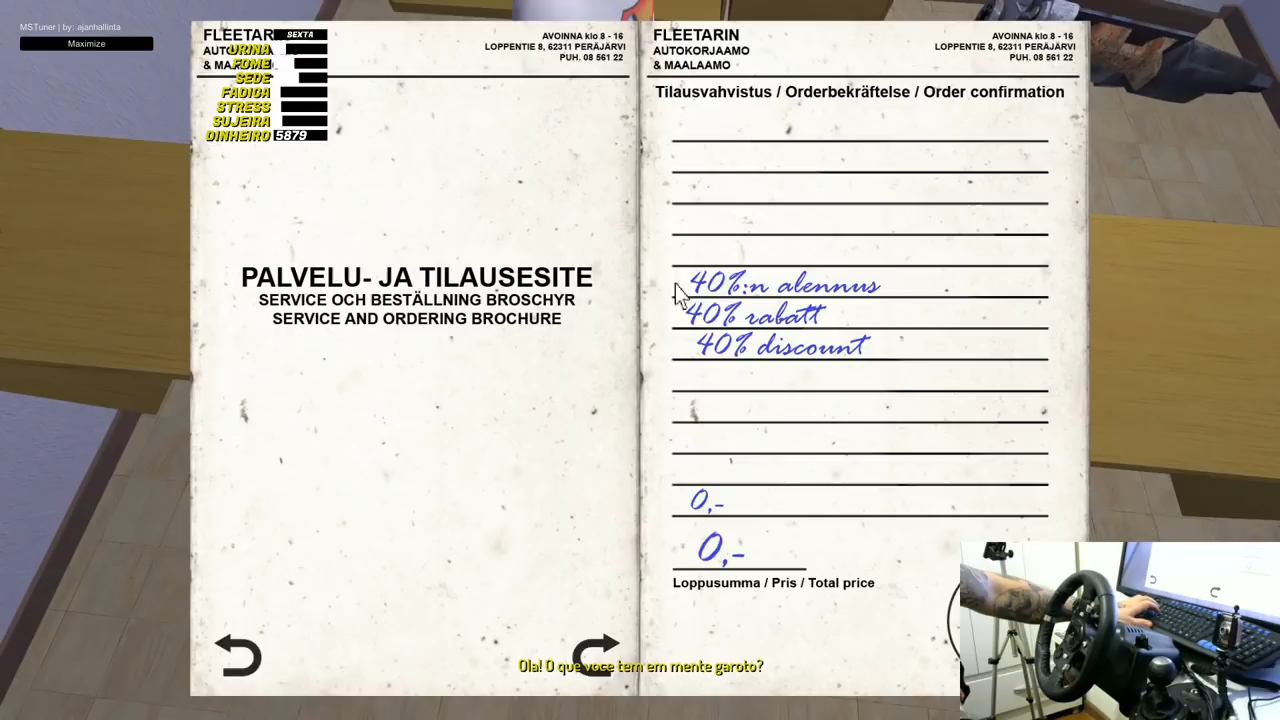 MSTuner | by: ajanhallinta
Maximize
SEXTA
URINA
FOME
SEDE
FADIGA
STRESS
SUJEIRA
DINHEIRO 5879
FLEETARIN
AVOINNA klo 8 - 16
LOPPENTIE 8, 62311 PERÄJÄRVI
PUH. 08 561 22
PALVELU- JA TILAUSESITE
SERVICE OCH BESTÄLLNING BROSCHYR
SERVICE AND ORDERING BROCHURE
FLEETARIN
AUTOKORJAAMO
& MAALAAMO
AVOINNA klo 8 - 16
LOPPENTIE 8, 62311 PERÄJÄRVI
PUH. 08 561 22
Tilausvahvistus / Orderbekräftelse / Order confirmation
40%:n alennus
40% rabatt
40% discount
0,-
0,-
Loppusumma / Pris / Total price
Ola! O que voce tem em mente garoto?